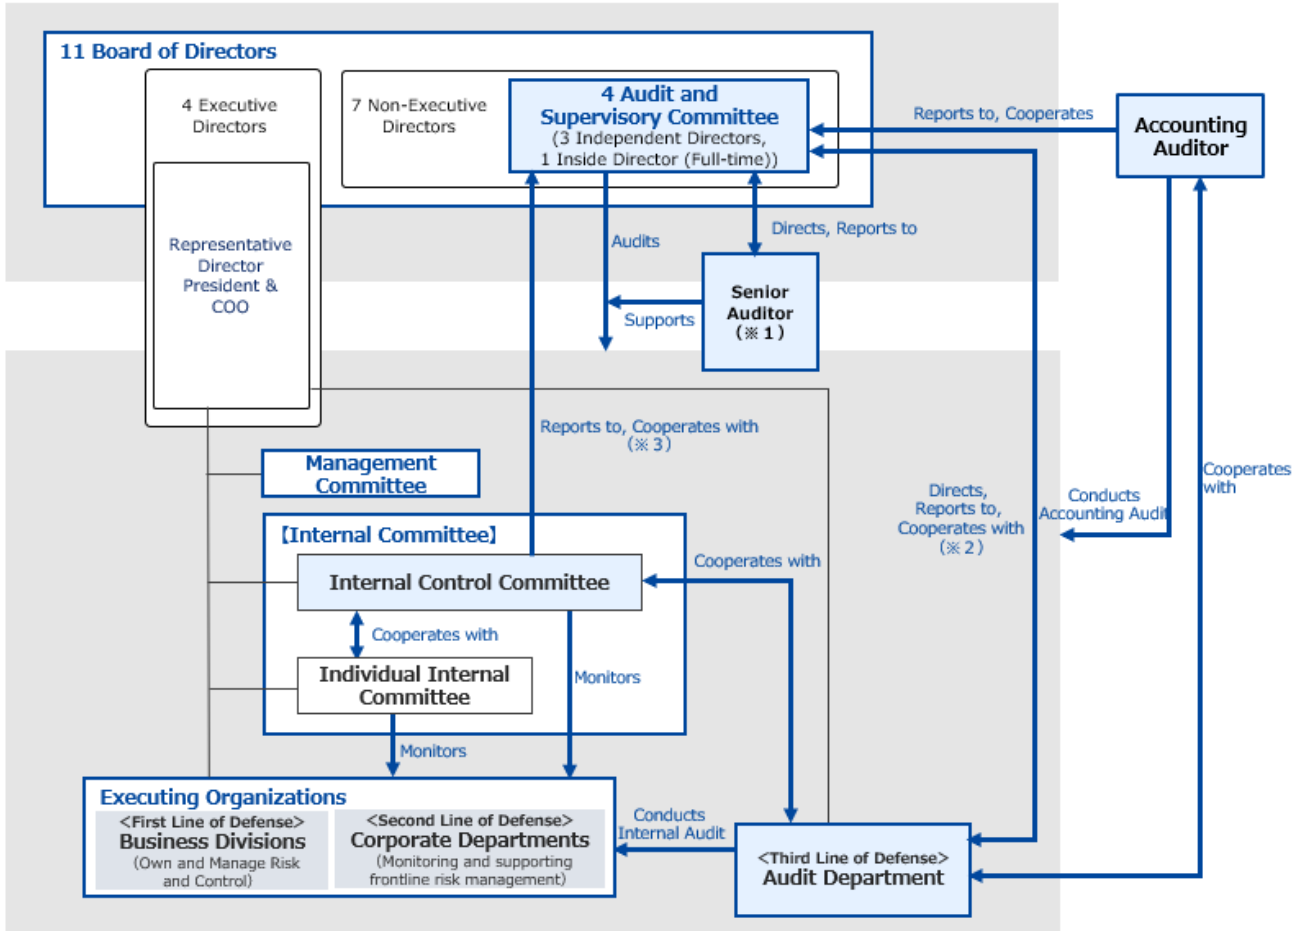 11 Board of Directors
4 Executive
Directors
7 Non-Executive
Directors
4 Audit and
Supervisory Committee
(3 Independent Directors,
1 Inside Director (Full-time))
Reports to, Cooperates
Accounting
Auditor
Representative
Director
President &
COO
Audits
Directs, Reports to
Senior
Auditor
(※1)
Supports
Reports to, Cooperates with
(※3)
Management
Committee
Directs,
Reports to,
Cooperates with
(※2)
Conducts
Accounting Audit
Cooperates
with
【Internal Committee】
Internal Control Committee
Cooperates with
Cooperates with
Individual Internal
Committee
Monitors
Monitors
Executing Organizations
<First Line of Defense>
Business Divisions
(Own and Manage Risk
and Control)
<Second Line of Defense>
Corporate Departments
(Monitoring and supporting
frontline risk management)
Conducts
Internal Audit
<Third Line of Defense>
Audit Department